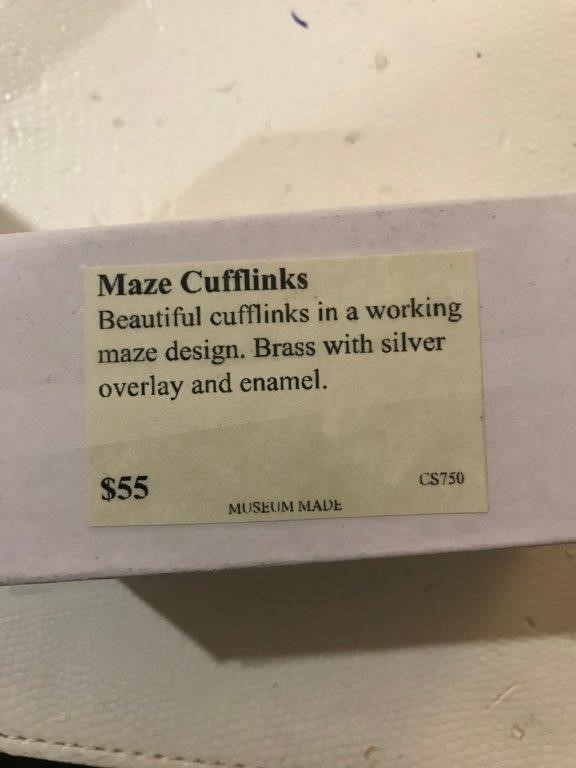 Maze Cufflinks
Beautiful cufflinks in a working
maze design. Brass with silver
overlay and enamel.
$55
CS750
MUSEUM MADE